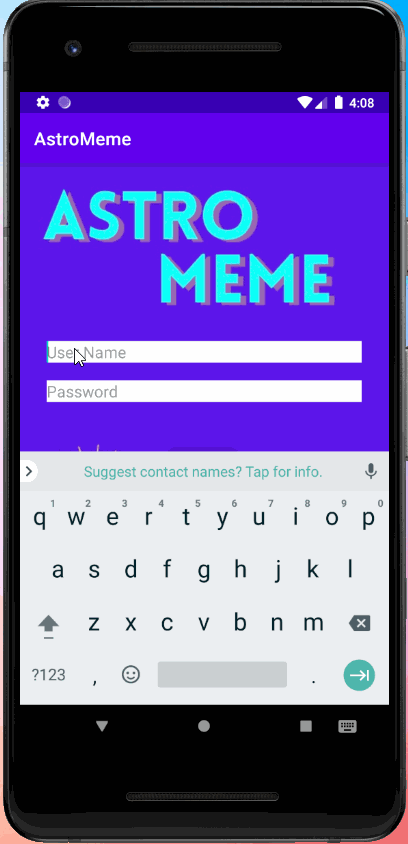 4:08
AstroMeme
ASTRO
MEME
User Name
Password
Suggest contact names? Tap for info.
1 2 3 4 5 6 7 8 9 0
q w e r t y u i o p
a s d f g h j k l
z x c v b n m
?123 , .